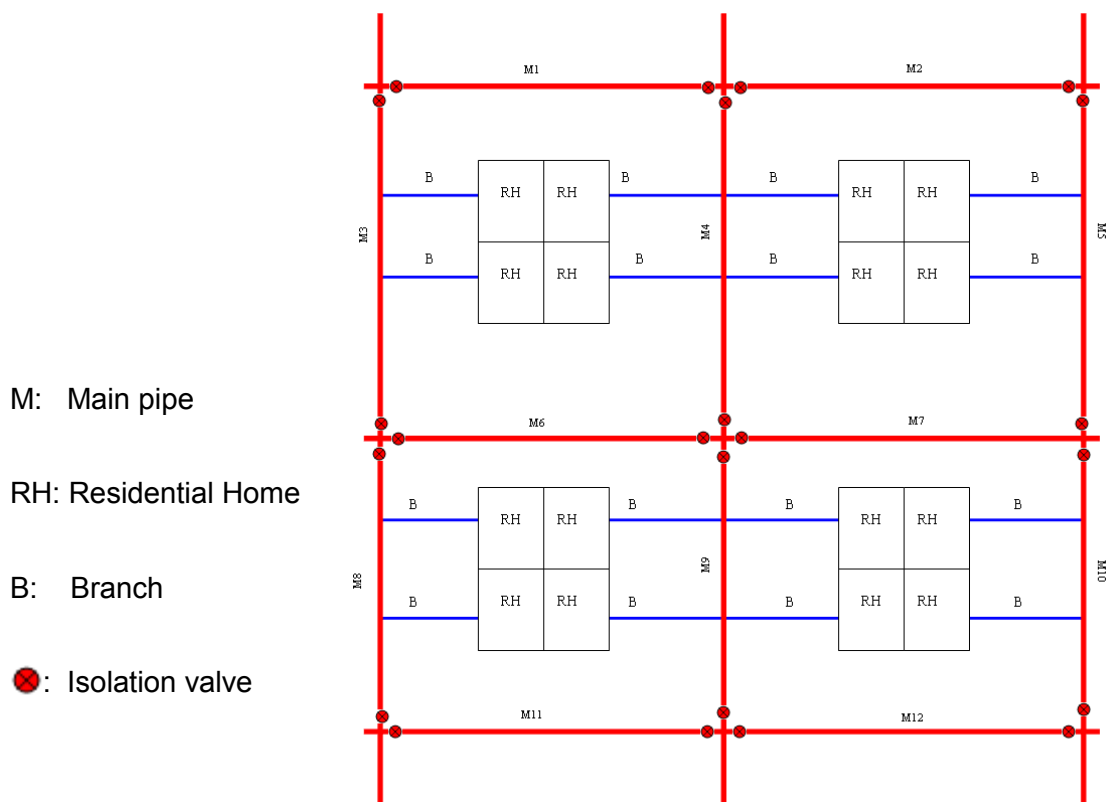 M1
M2
B
B
B
B
RH
RH
RH
RH
M3
M4
M5
B
B
B
B
RH
RH
RH
RH
M: Main pipe
M6
M7
RH: Residential Home
B
B
B
B
RH
RH
RH
RH
M8
M9
M10
B: Branch
B
B
B
B
RH
RH
RH
RH
: Isolation valve
M11
M12